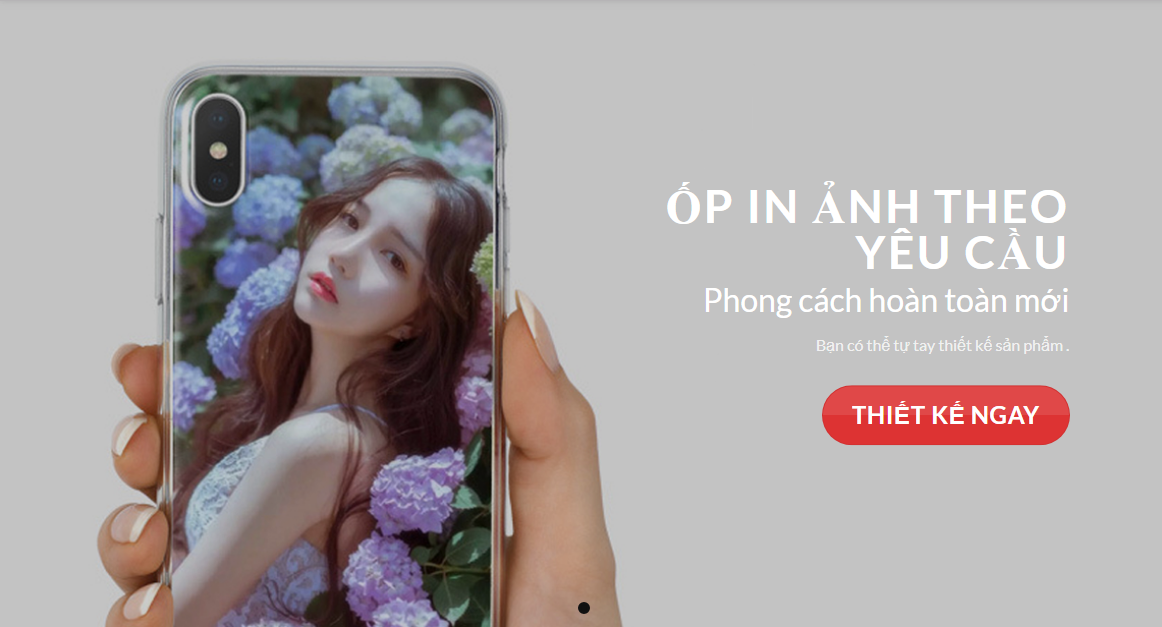 ỐP IN ẢNH THEO
YÊU CẦU
Phong cách hoàn toàn mới
Bạn có thể tự tay thiết kế sản phẩm .
THIẾT KẾ NGAY